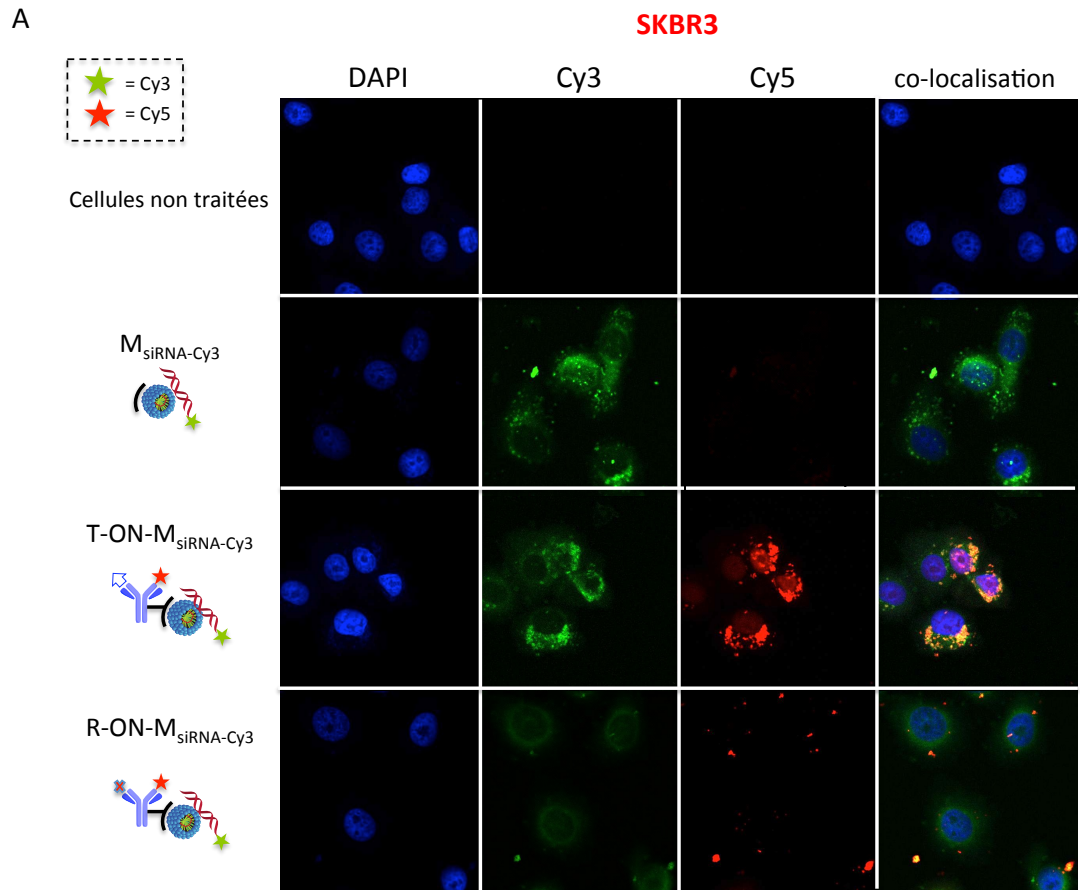 A
SKBR3
= Cy3
= Cy5
DAPI Cy3 Cy5 co-localisation
Cellules non traitées
MsiRNA-Cy3
T-ON-MsiRNA-Cy3
R-ON-MsiRNA-Cy3